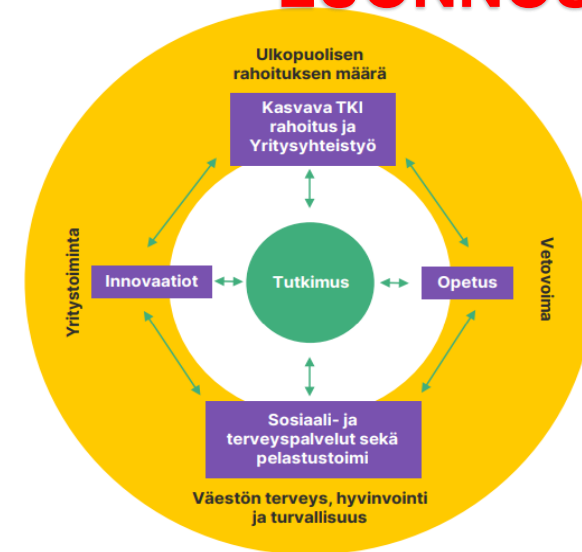 LUONNOS
Ulkopuolisen
rahoituksen määrä
Kasvava TKI
rahoitus ja
Yritysyhteistyö
Yritystoiminta
Innovaatiot
Tutkimus
Opetus
Vetovoima
Sosiaali- ja
terveyspalvelut sekä
pelastustoimi
Väestön terveys, hyvinvointi
ja turvallisuus